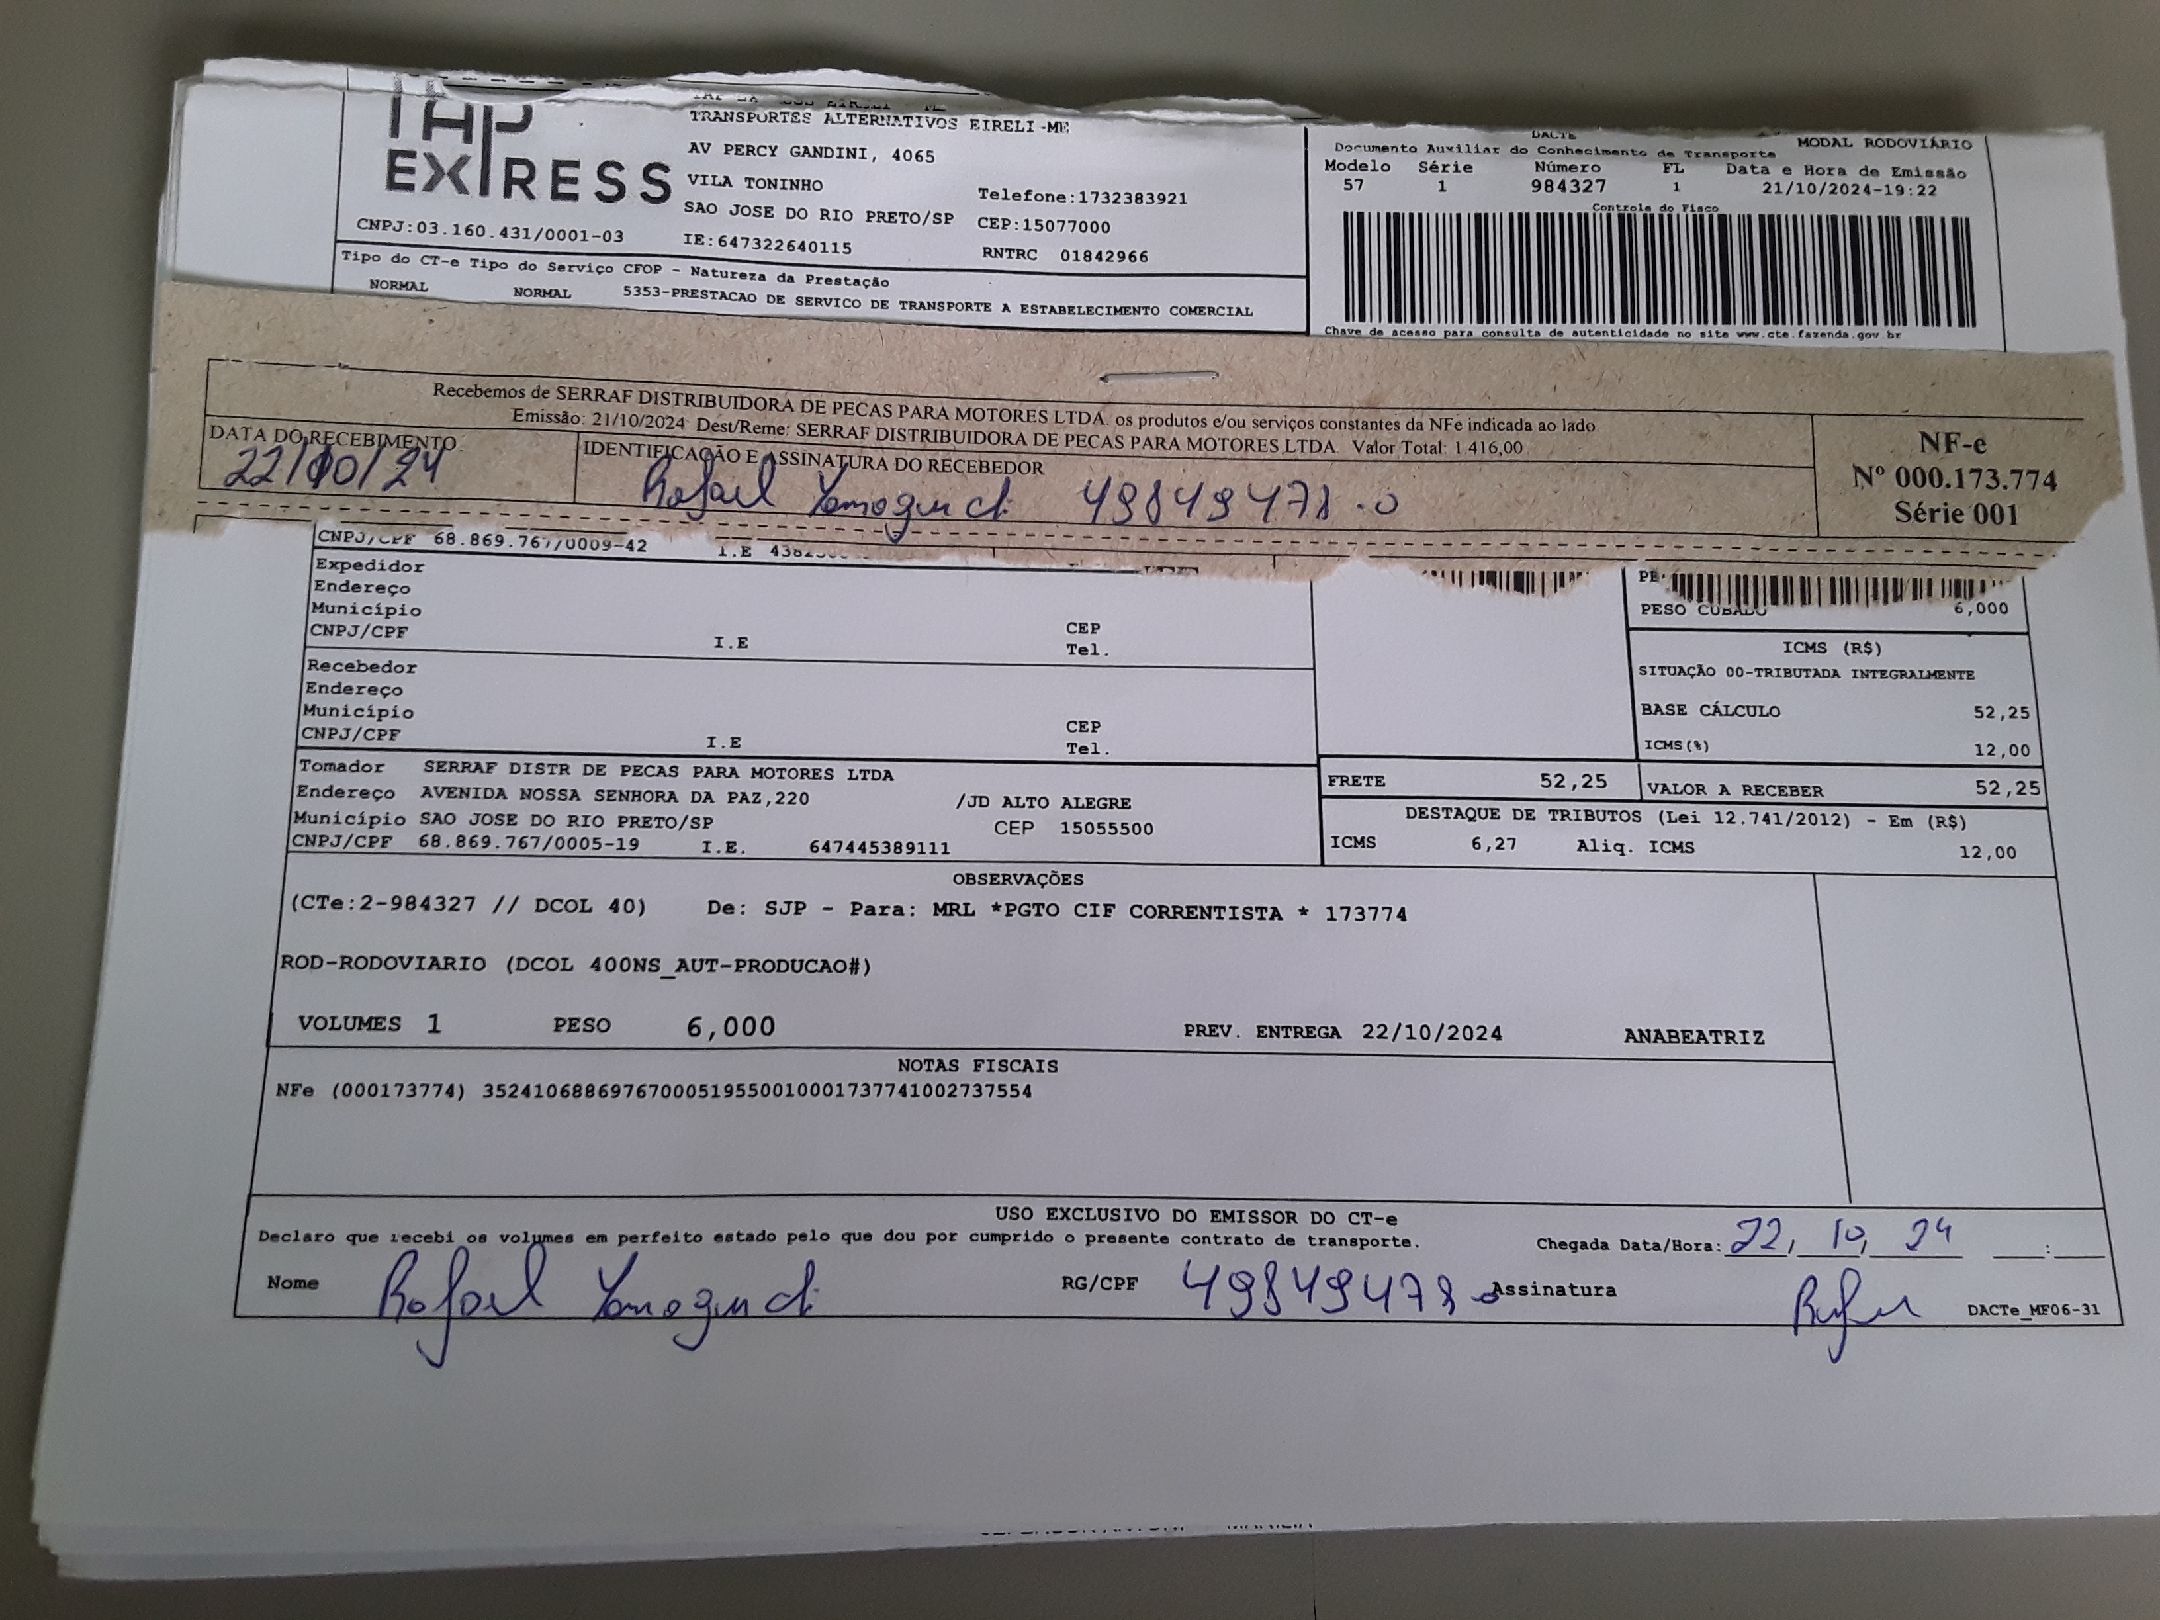 TAP EXPRESS
TRANSPORTES ALTERNATIVOS EIRELI -ME
AV PERCY GANDINI, 4065
VILA TONINHO
Telefone:1732383921
SAO JOSE DO RIO PRETO/SP CEP:15077000
CNPJ:03.160.431/0001-03 IE:647322640115 RNTRC 01842966
Tipo do CT-e Tipo do Serviço CFOP - Natureza da Prestação
NORMAL NORMAL 5353-PRESTACAO DE SERVICO DE TRANSPORTE A ESTABELECIMENTO COMERCIAL
DACTE MODAL RODOVIÁRIO
Documento Auxiliar do Conhecimento de Transporte
Modelo Série Número FL Data e Hora de Emissão
57 1 984327 1 21/10/2024-19:22
Controle do Fisco
Chave de acesso para consulta de autenticidade no site www.cte.fazenda.gov.br
Recebemos de SERRAF DISTRIBUIDORA DE PECAS PARA MOTORES LTDA. os produtos e/ou serviços constantes da NFe indicada ao lado
Emissão: 21/10/2024 Dest/Reme: SERRAF DISTRIBUIDORA DE PECAS PARA MOTORES LTDA. Valor Total: 1.416,00
DATA DO RECEBIMENTO IDENTIFICAÇÃO E ASSINATURA DO RECEBEDOR
22/10/24 Rafael Yamaguchi 49849478-0
NF-e
Nº 000.173.774
Série 001
CNPJ/CPF 68.869.767/0009-42 I.E
Expedidor
Endereço
Município CEP
CNPJ/CPF I.E Tel.
PESO CUBADO 6,000
Recebedor
Endereço
Município CEP
CNPJ/CPF I.E Tel.
ICMS (R$)
SITUAÇÃO 00-TRIBUTADA INTEGRALMENTE
BASE CÁLCULO 52,25
ICMS(%) 12,00
Tomador SERRAF DISTR DE PECAS PARA MOTORES LTDA
Endereço AVENIDA NOSSA SENHORA DA PAZ,220 /JD ALTO ALEGRE
Município SAO JOSE DO RIO PRETO/SP CEP 15055500
CNPJ/CPF 68.869.767/0005-19 I.E. 647445389111
FRETE 52,25 VALOR A RECEBER 52,25
DESTAQUE DE TRIBUTOS (Lei 12.741/2012) - Em (R$)
ICMS 6,27 Aliq. ICMS 12,00
OBSERVAÇÕES
(CTe:2-984327 // DCOL 40) De: SJP - Para: MRL *PGTO CIF CORRENTISTA * 173774
ROD-RODOVIARIO (DCOL 400NS_AUT-PRODUCAO#)
VOLUMES 1 PESO 6,000 PREV. ENTREGA 22/10/2024 ANABEATRIZ
NOTAS FISCAIS
NFe (000173774) 35241068869767000519550010001737741002737554
USO EXCLUSIVO DO EMISSOR DO CT-e
Declaro que recebi os volumes em perfeito estado pelo que dou por cumprido o presente contrato de transporte. Chegada Data/Hora: 22, 10, 24 :
Nome Rafael Yamaguchi RG/CPF 49849478-0 Assinatura DACTe_MF06-31